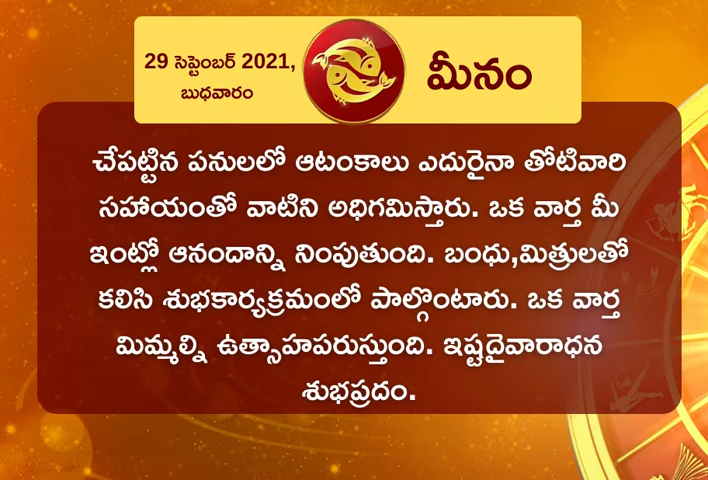 29 సెప్టెంబర్ 2021,
బుధవారం
మీనం
చేపట్టిన పనులలో ఆటంకాలు ఎదురైనా తోటివారి
సహాయంతో వాటిని అధిగమిస్తారు. ఒక వార్త మీ
ఇంట్లో ఆనందాన్ని నింపుతుంది. బంధు,మిత్రులతో
కలిసి శుభకార్యక్రమంలో పాల్గొంటారు. ఒక వార్త
మిమ్మల్ని ఉత్సాహపరుస్తుంది. ఇష్టదైవారాధన
శుభప్రదం.